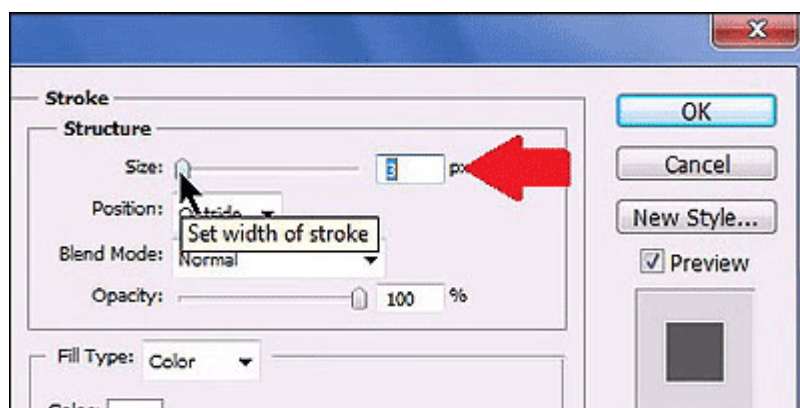 Stroke
Structure
Size: 3 px
Position: Outside
Set width of stroke
Blend Mode: Normal
Opacity: 100 %
Fill Type: Color
Color:
OK
Cancel
New Style...
Preview